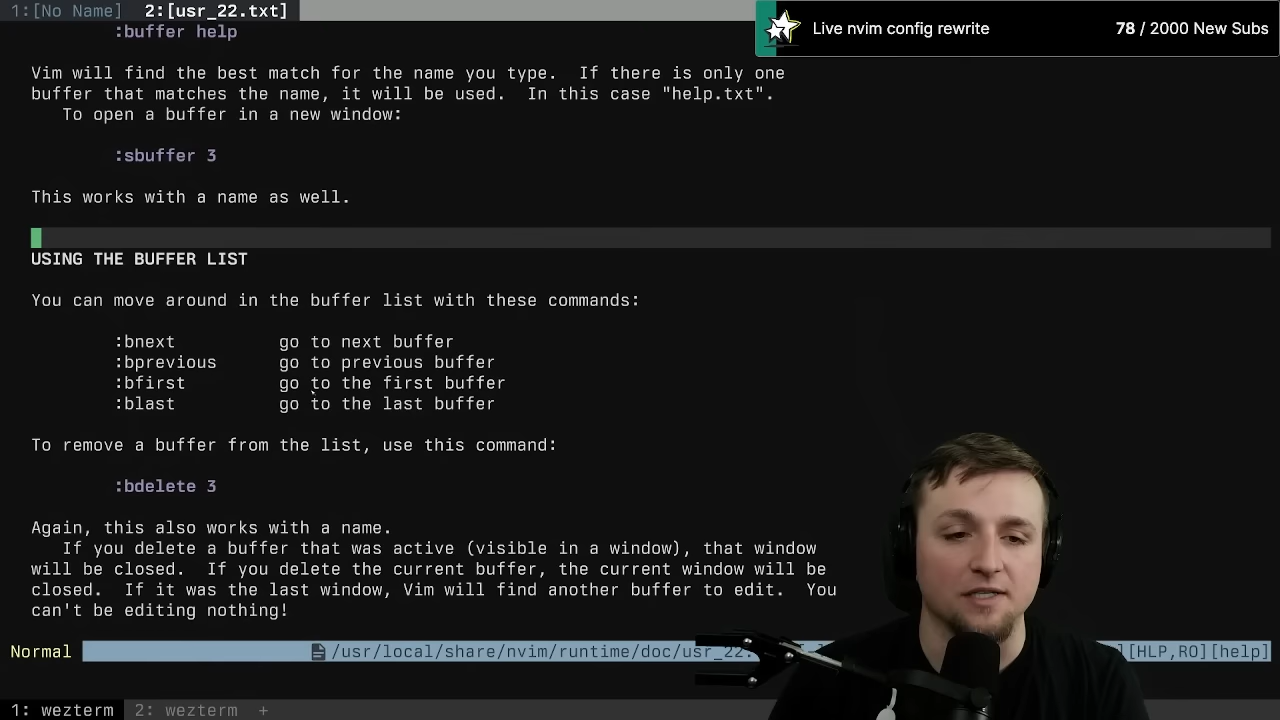 1:[No Name]  2:[usr_22.txt]
Live nvim config rewrite
78 / 2000 New Subs
:buffer help
Vim will find the best match for the name you type.  If there is only one
buffer that matches the name, it will be used.  In this case "help.txt".
To open a buffer in a new window:
:sbuffer 3
This works with a name as well.
USING THE BUFFER LIST
You can move around in the buffer list with these commands:
:bnext go to next buffer
:bprevious go to previous buffer
:bfirst go to the first buffer
:blast go to the last buffer
To remove a buffer from the list, use this command:
:bdelete 3
Again, this also works with a name.
If you delete a buffer that was active (visible in a window), that window
will be closed.  If you delete the current buffer, the current window will be
closed.  If it was the last window, Vim will find another buffer to edit.  You
can't be editing nothing!
Normal /usr/local/share/nvim/runtime/doc/usr_22. [HLP,RO][help]
1: wezterm 2: wezterm +